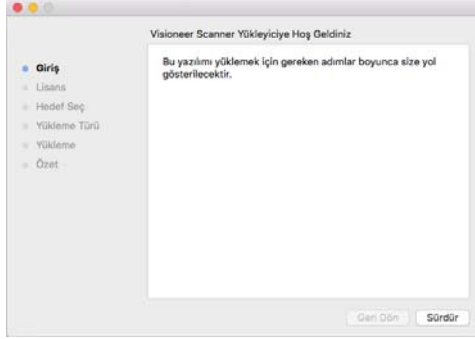 Visioneer Scanner Yükleyiciye Hoş Geldiniz
Giriş
Lisans
Hedef Seç
Yükleme Türü
Yükleme
Özet
Bu yazılımı yüklemek için gereken adımlar boyunca size yol
gösterilecektir.
Geri Dön
Sürdür